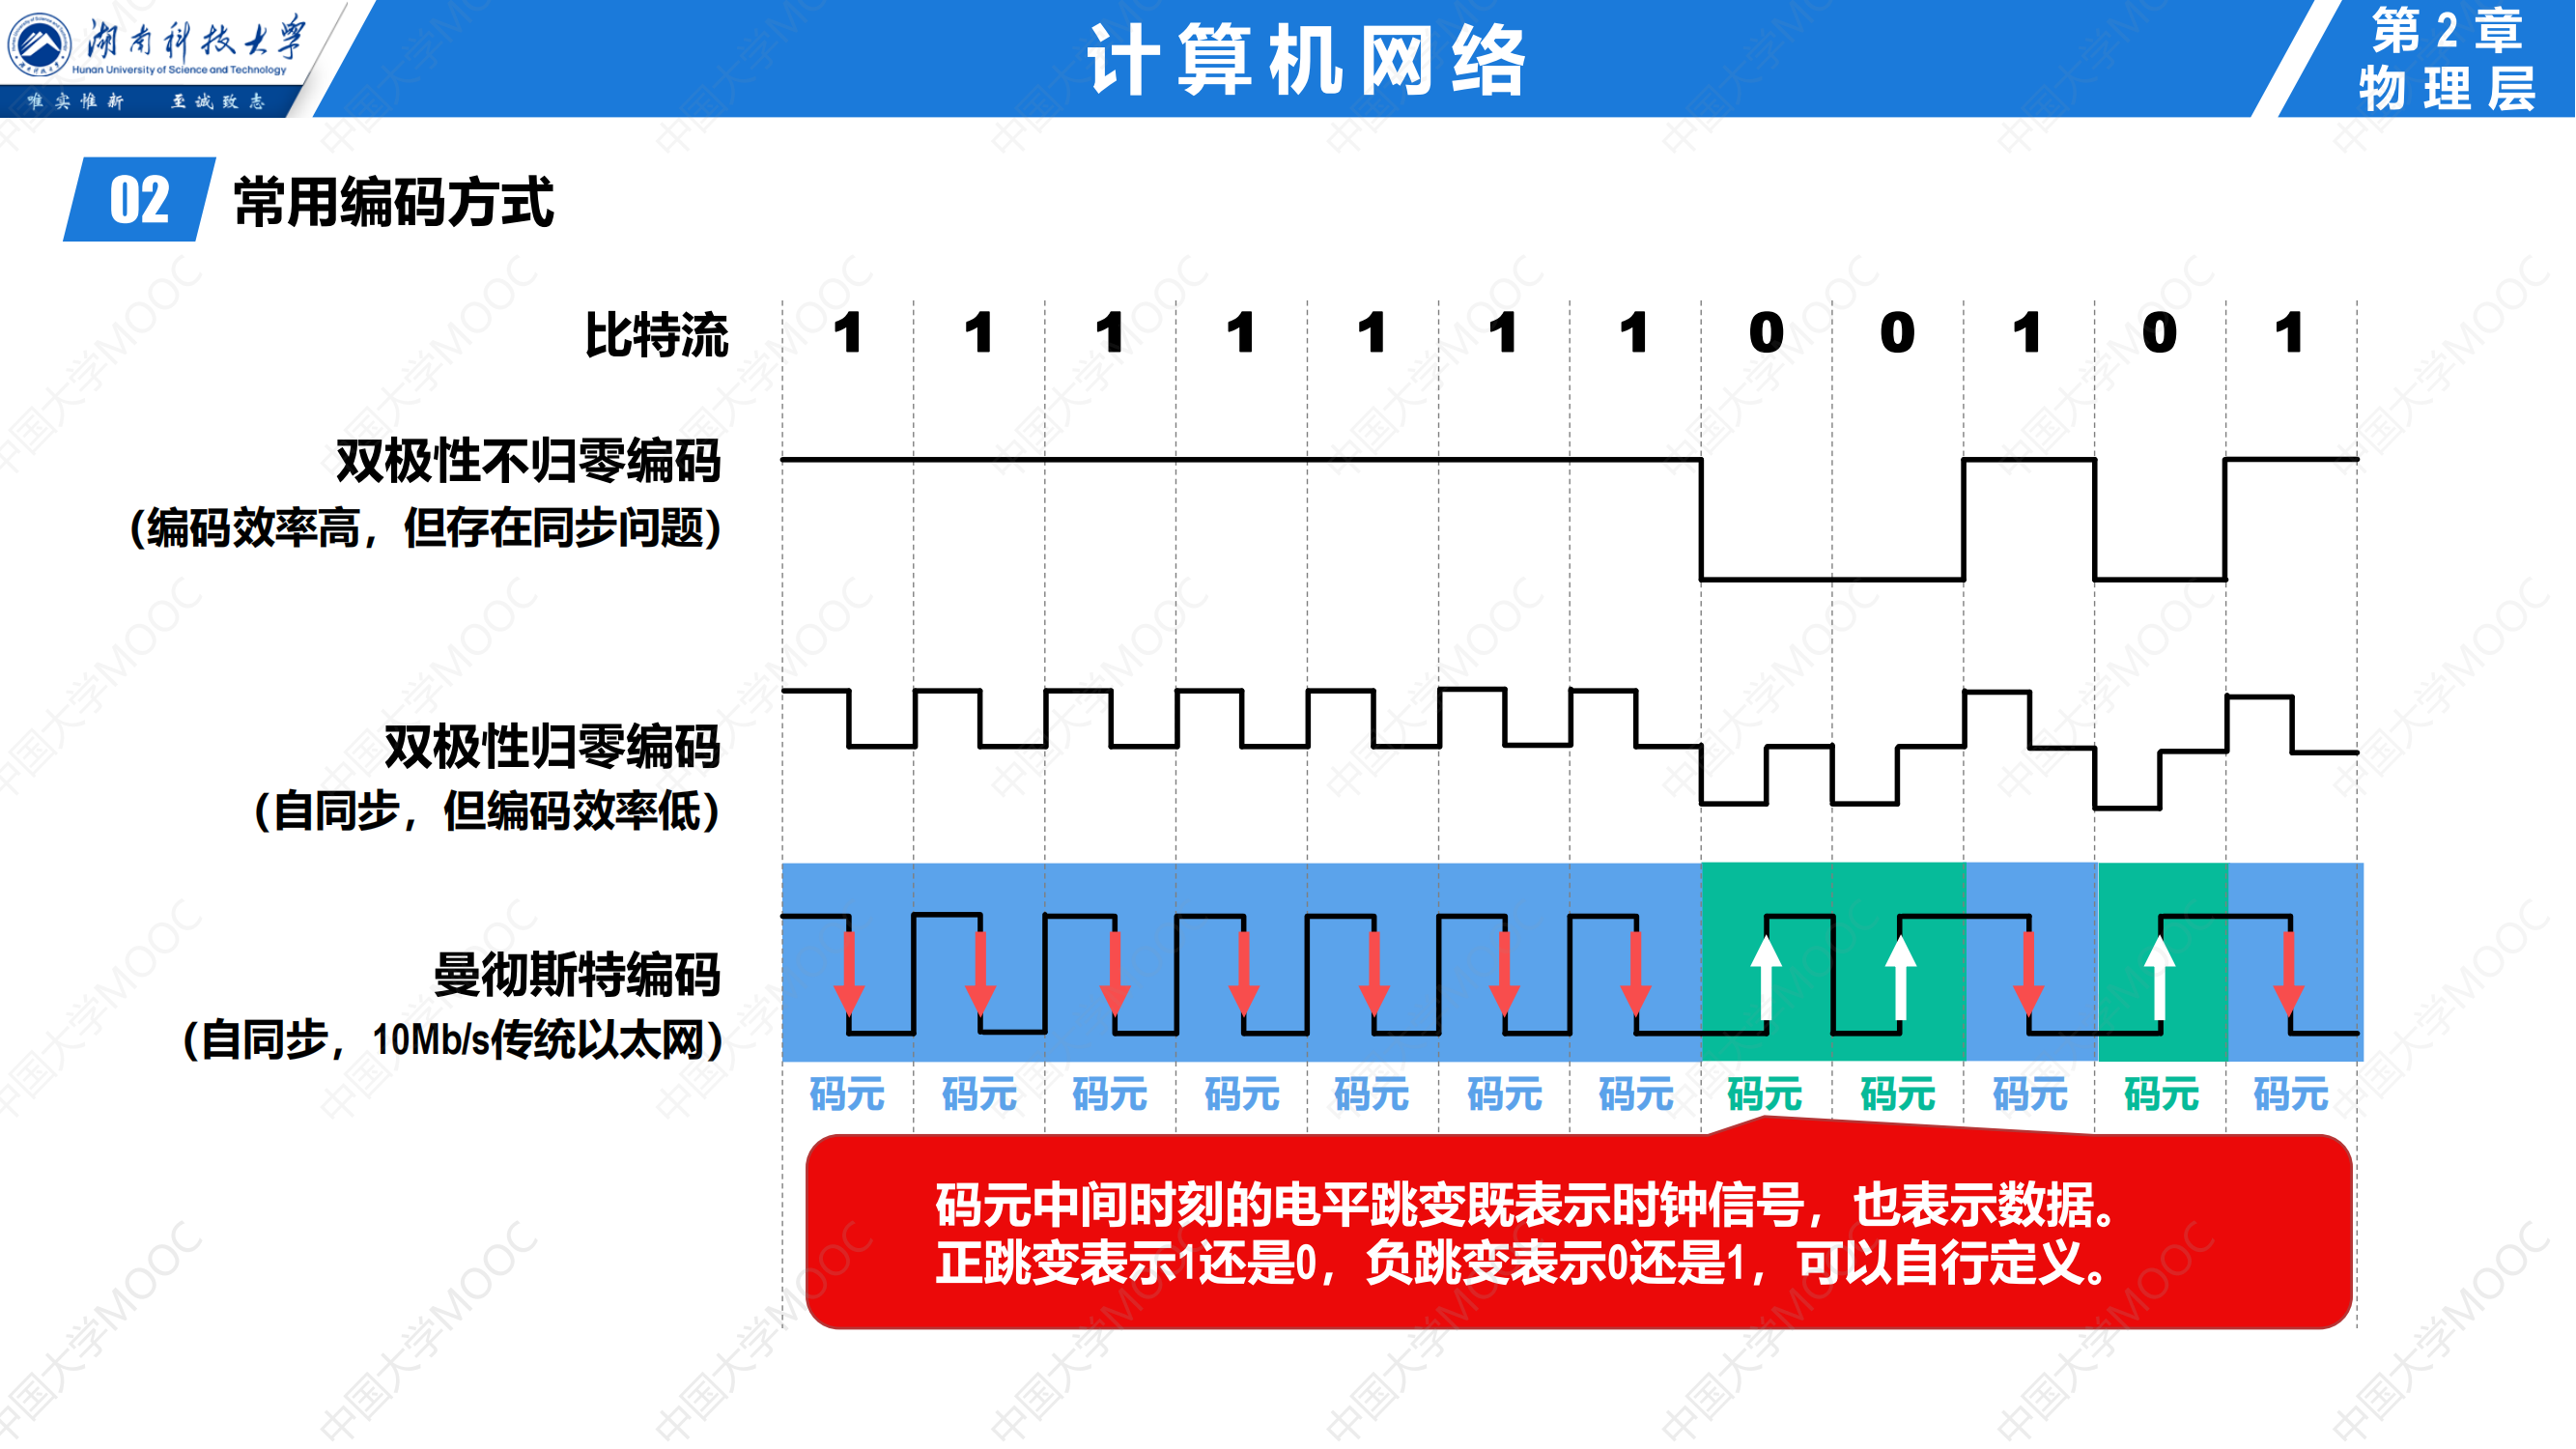 湖南科技大学
Hunan University of Science and Technology
唯实惟新 至诚致志
计算机网络
第2章
物理层
02 常用编码方式
比特流 1 1 1 1 1 1 1 0 0 1 0 1
双极性不归零编码
（编码效率高，但存在同步问题）
双极性归零编码
（自同步，但编码效率低）
曼彻斯特编码
（自同步，10Mb/s传统以太网）
码元 码元 码元 码元 码元 码元 码元 码元 码元 码元 码元 码元
码元中间时刻的电平跳变既表示时钟信号，也表示数据。
正跳变表示1还是0，负跳变表示0还是1，可以自行定义。
中国大学MOOC